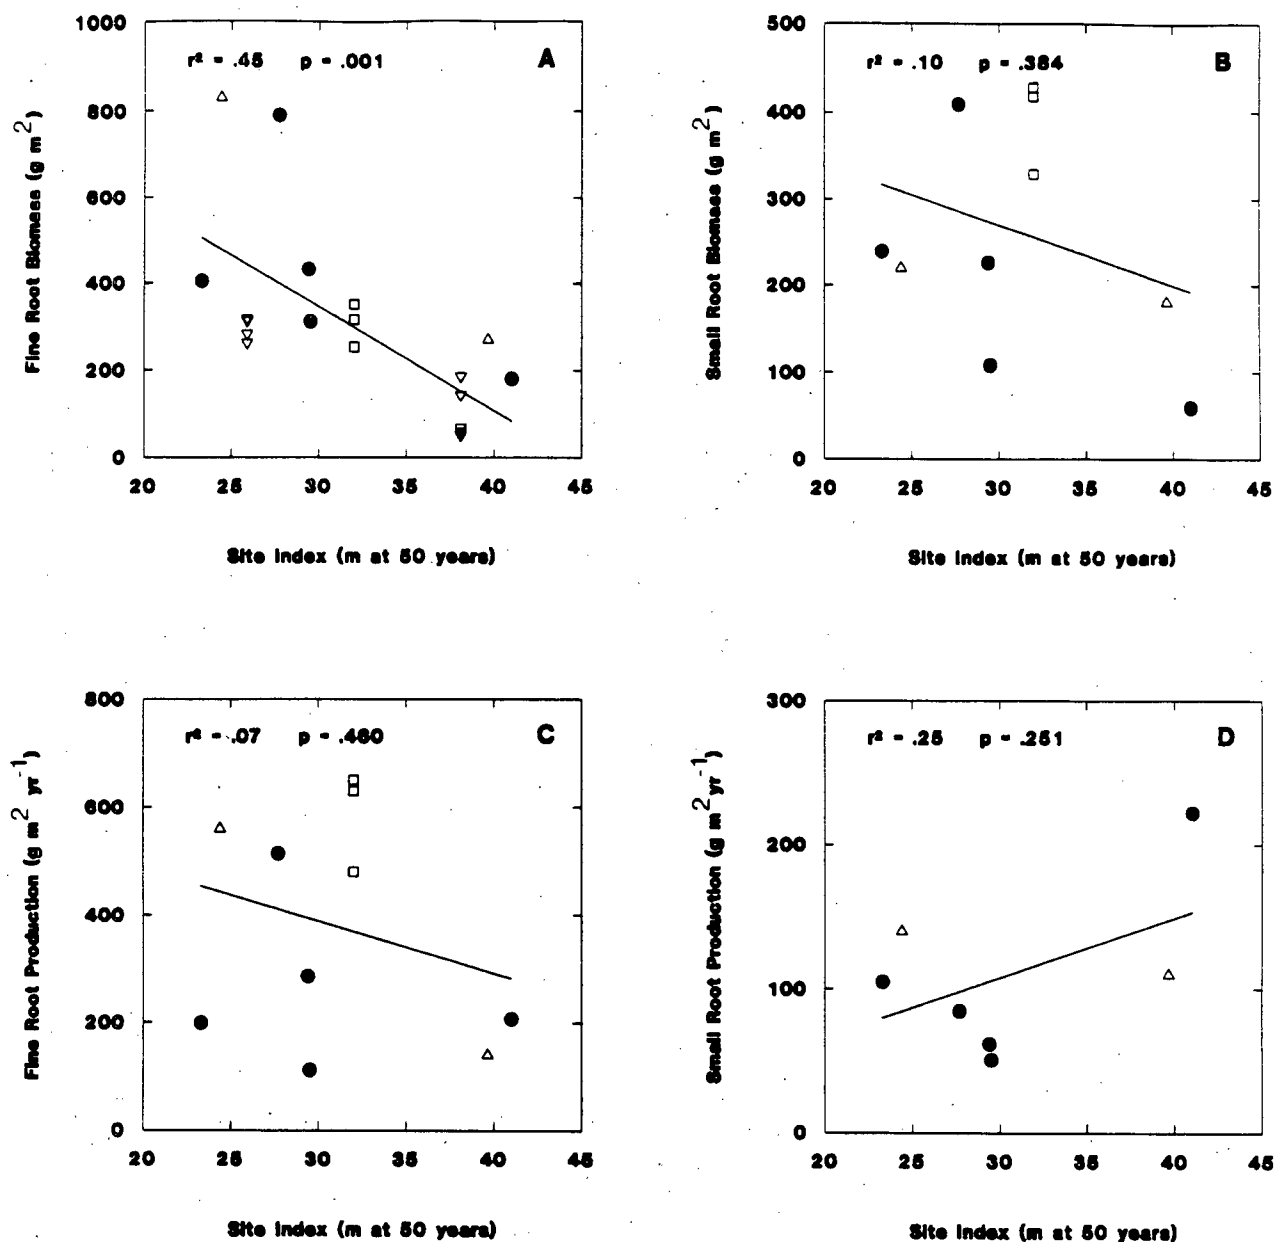 1000
800
600
400
200
0
r² = .45 p = .001 A
20 25 30 35 40 45
Fine Root Biomass (g m²)
Site Index (m at 50 years)
500
400
300
200
100
0
r² = .10 p = .384 B
20 25 30 35 40 45
Small Root Biomass (g m²)
Site Index (m at 50 years)
800
600
400
200
0
r² = .07 p = .460 C
20 25 30 35 40 45
Fine Root Production (g m² yr⁻¹)
Site Index (m at 50 years)
300
200
100
0
r² = .25 p = .251 D
20 25 30 35 40 45
Small Root Production (g m² yr⁻¹)
Site Index (m at 50 years)